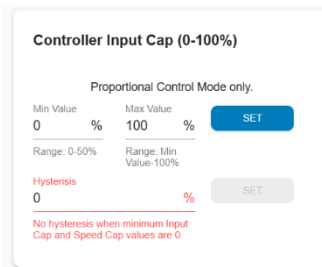 Controller Input Cap (0-100%)
Proportional Control Mode only.
Min Value Max Value
0 % 100 % SET
Range: 0-50% Range: Min
Value-100%
Hysterisis
0 % SET
No hysteresis when minimum Input
Cap and Speed Cap values are 0.